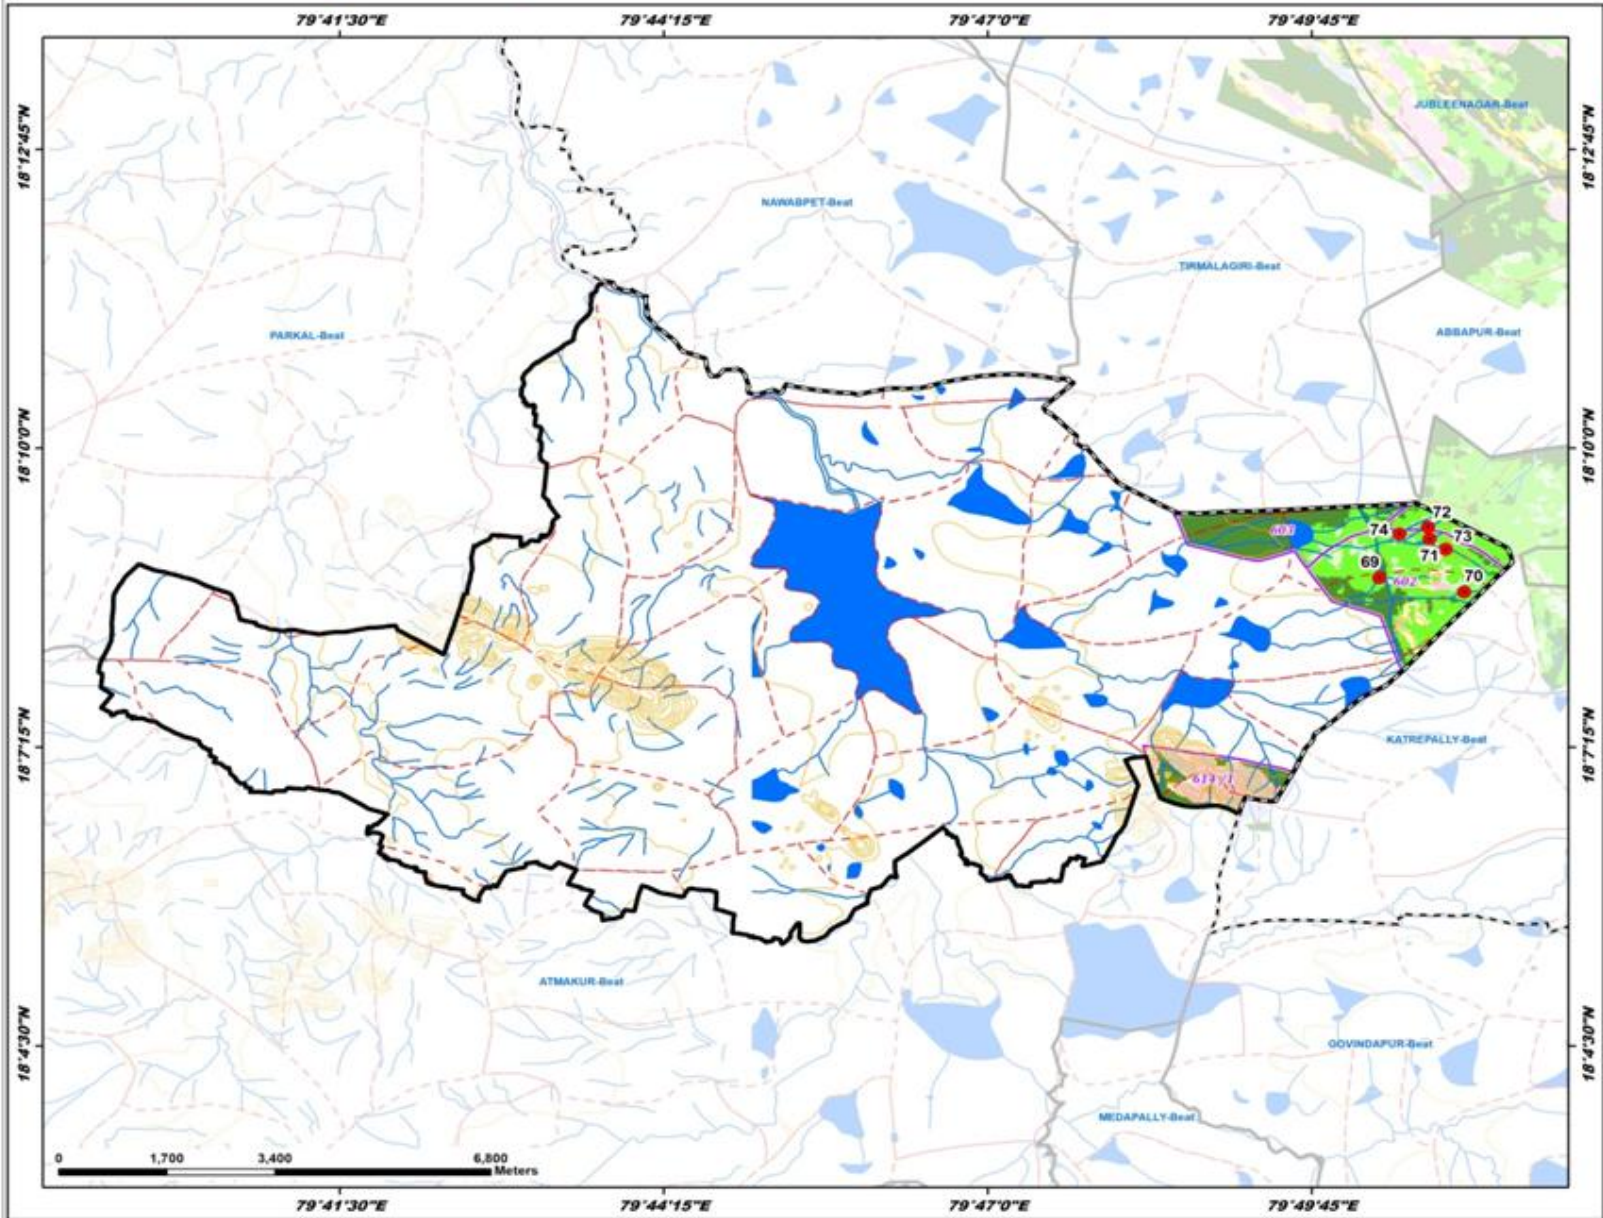 79°41'30"E 79°44'15"E 79°47'0"E 79°49'45"E
18°12'45"N 18°12'45"N
JUBLEENAGAR-Beat
NAWABPET-Beat
TIRMALAGIRI-Beat
PARKAL-Beat
ABBAPUR-Beat
18°10'0"N 18°10'0"N
72
603 74 73
71
69 602 70
18°7'15"N 18°7'15"N
KATREPALLY-Beat
614/1
ATMAKUR-Beat
18°4'30"N 18°4'30"N
GOVINDAPUR-Beat
MEDAPALLY-Beat
0 1,700 3,400 6,800
Meters
79°41'30"E 79°44'15"E 79°47'0"E 79°49'45"E